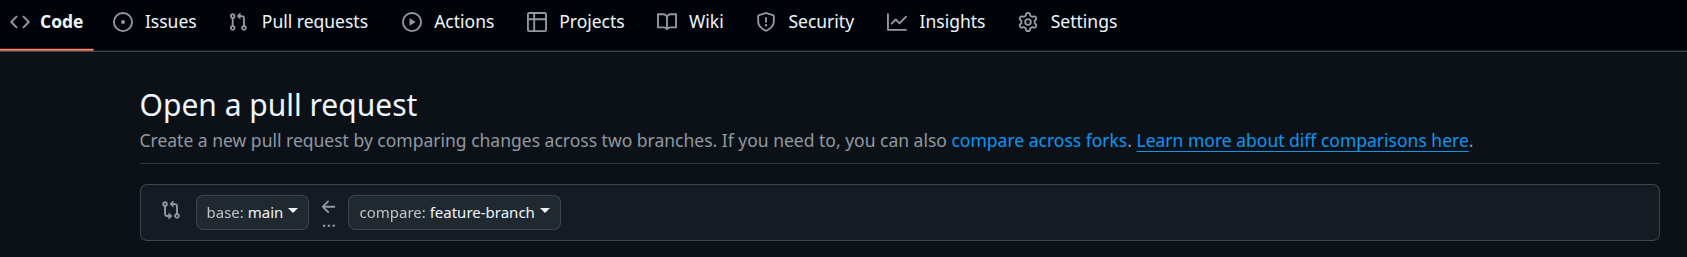 Code Issues Pull requests Actions Projects Wiki Security Insights Settings
Open a pull request
Create a new pull request by comparing changes across two branches. If you need to, you can also compare across forks. Learn more about diff comparisons here.
base: main compare: feature-branch